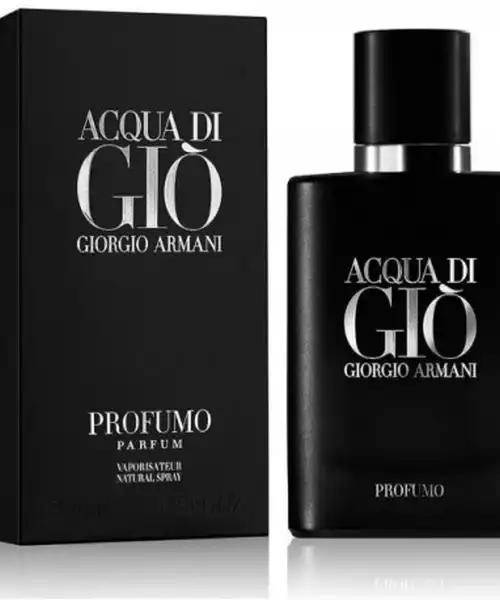 ACQUA DI
GIÒ
GIORGIO ARMANI
PROFUMO
PARFUM
VAPORISATEUR
NATURAL SPRAY
ACQUA DI
GIÒ
GIORGIO ARMANI
PROFUMO